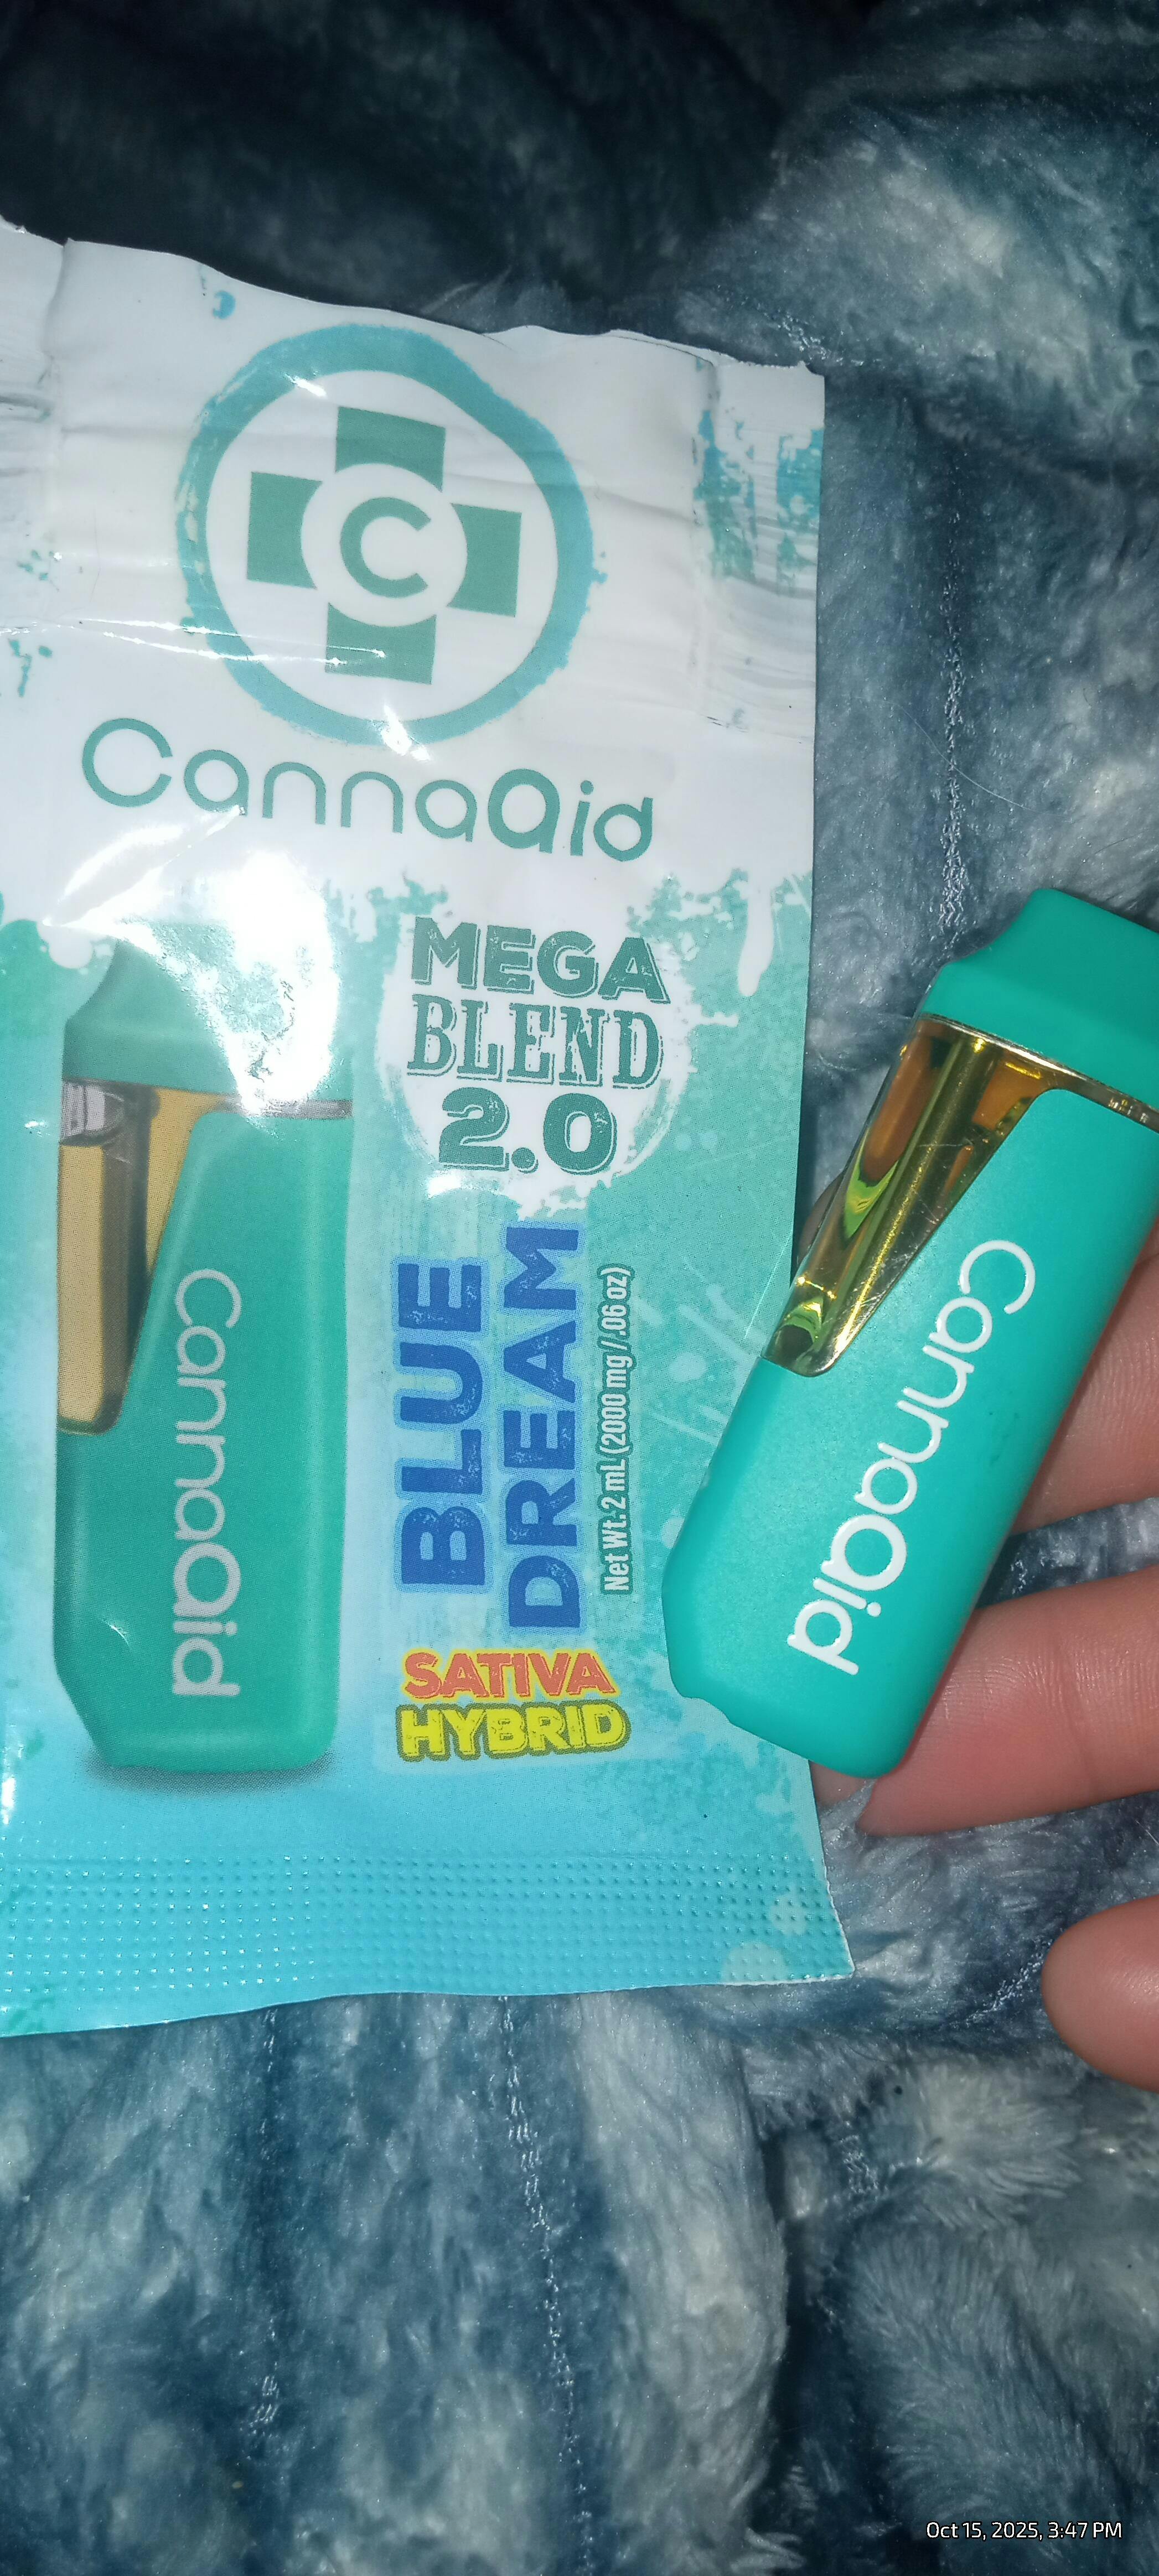 C
CannaAid
MEGA
BLEND
2.0
CannaAid
BLUE
DREAM
Net Wt: 2 mL (2000 mg / .06 oz)
SATIVA
HYBRID
CannaAid
Oct 15, 2025, 3:47 PM